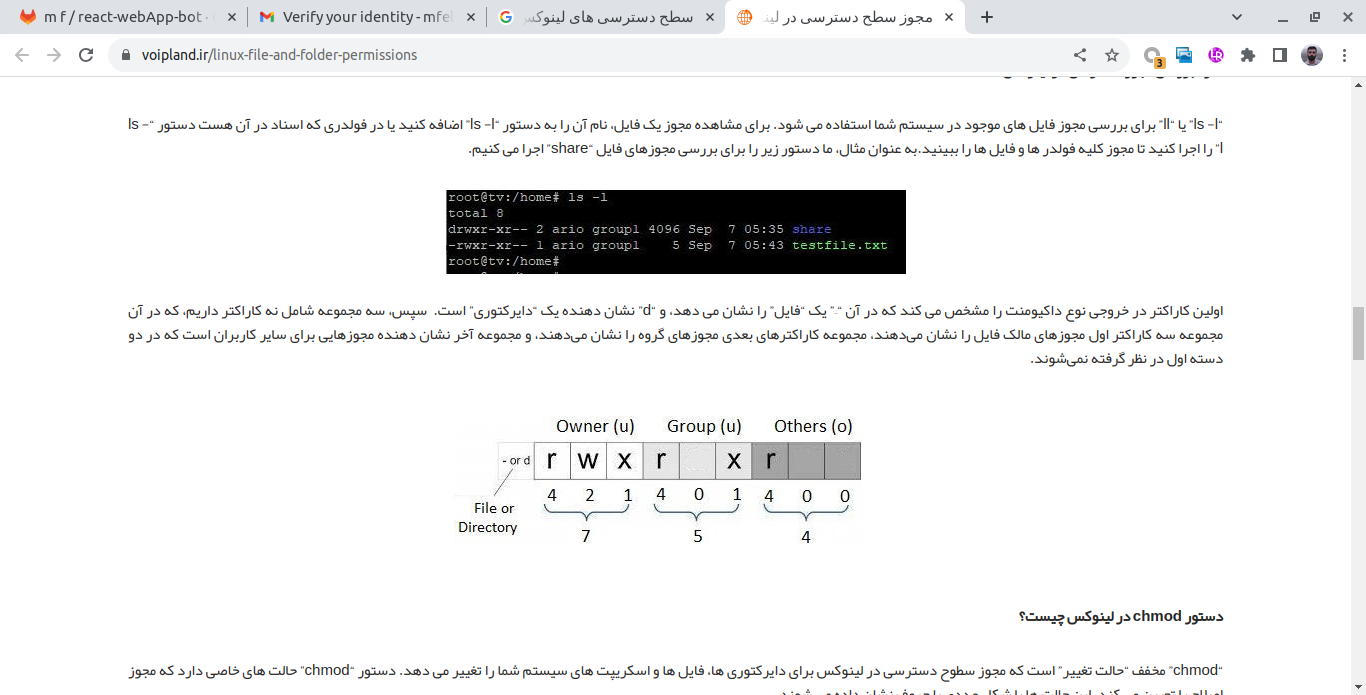 m f / react-webApp-bot ·
Verify your identity - mfe
سطح دسترسی های لینوکس
مجوز سطح دسترسی در لین
voipland.ir/linux-file-and-folder-permissions
3
“ls –l” یا “ll” برای بررسی مجوز فایل های موجود در سیستم شما استفاده می شود. برای مشاهده مجوز یک فایل، نام آن را به دستور “ls –l” اضافه کنید یا در فولدری که اسناد در آن هست دستور “ls –
l” را اجرا کنید تا مجوز کلیه فولدر ها و فایل ها را ببینید.به عنوان مثال، ما دستور زیر را برای بررسی مجوزهای فایل “share” اجرا می کنیم.
root@tv:/home# ls -l
total 8
drwxr-xr-- 2 ario group1 4096 Sep  7 05:35 share
-rwxr-xr-- 1 ario group1    5 Sep  7 05:43 testfile.txt
root@tv:/home#
اولین کاراکتر در خروجی نوع داکیومنت را مشخص می کند که در آن “-” یک “فایل” را نشان می دهد، و “d” نشان دهنده یک “دایرکتوری” است. سپس، سه مجموعه شامل نه کاراکتر داریم، که در آن
مجموعه سه کاراکتر اول مجوزهای مالک فایل را نشان می‌دهند، مجموعه کاراکترهای بعدی مجوزهای گروه را نشان می‌دهند، و مجموعه آخر نشان دهنده مجوزهایی برای سایر کاربران است که در دو
دسته اول در نظر گرفته نمی‌شوند.
Owner (u) Group (u) Others (o)
- or d r w x r x r
4 2 1 4 0 1 4 0 0
File or
Directory
7 5 4
دستور chmod در لینوکس چیست؟
“chmod” مخفف “حالت تغییر” است که مجوز سطوح دسترسی در لینوکس برای دایرکتوری ها، فایل ها و اسکریپت های سیستم شما را تغییر می دهد. دستور “chmod” حالت های خاصی دارد که مجوز